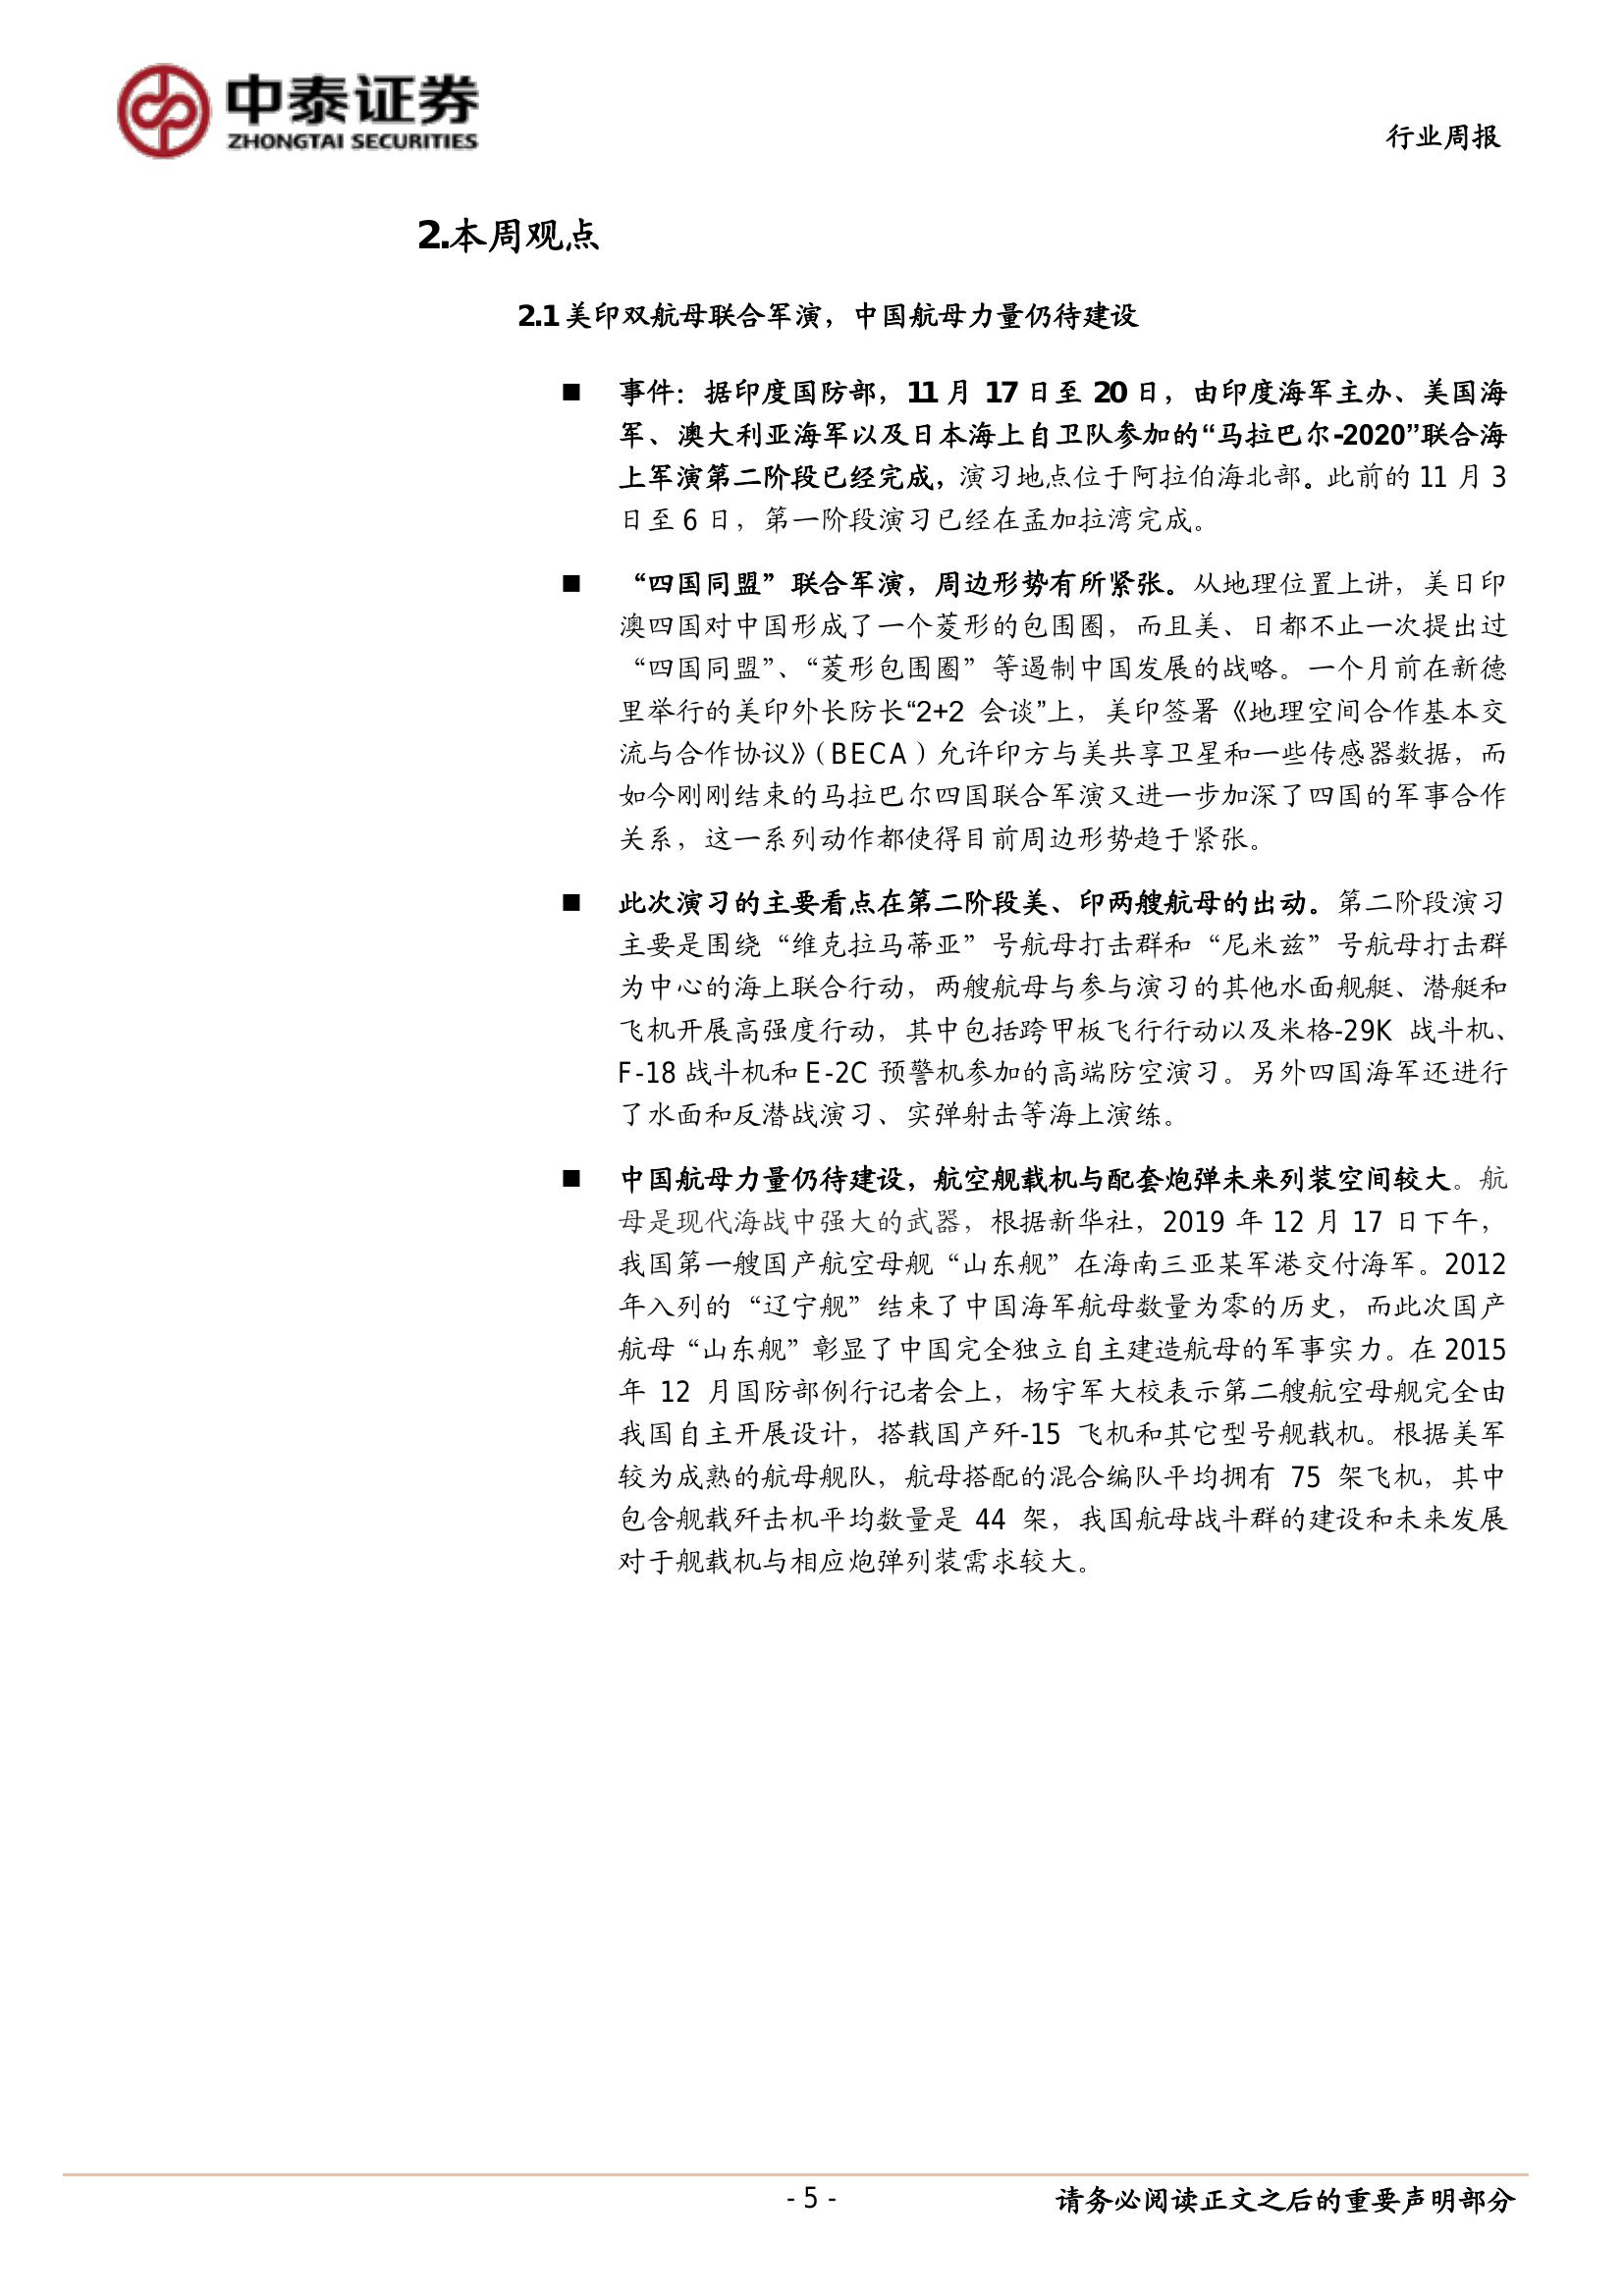 中泰证券
ZHONGTAI SECURITIES
行业周报
2.本周观点
2.1 美印双航母联合军演，中国航母力量仍待建设
■ 事件：据印度国防部，11 月 17 日至 20 日，由印度海军主办、美国海
军、澳大利亚海军以及日本海上自卫队参加的“马拉巴尔-2020”联合海
上军演第二阶段已经完成，演习地点位于阿拉伯海北部。此前的 11 月 3
日至 6 日，第一阶段演习已经在孟加拉湾完成。
■ “四国同盟”联合军演，周边形势有所紧张。从地理位置上讲，美日印
澳四国对中国形成了一个菱形的包围圈，而且美、日都不止一次提出过
“四国同盟”、“菱形包围圈”等遏制中国发展的战略。一个月前在新德
里举行的美印外长防长“2+2 会谈”上，美印签署《地理空间合作基本交
流与合作协议》（BECA）允许印方与美共享卫星和一些传感器数据，而
如今刚刚结束的马拉巴尔四国联合军演又进一步加深了四国的军事合作
关系，这一系列动作都使得目前周边形势趋于紧张。
■ 此次演习的主要看点在第二阶段美、印两艘航母的出动。第二阶段演习
主要是围绕“维克拉马蒂亚”号航母打击群和“尼米兹”号航母打击群
为中心的海上联合行动，两艘航母与参与演习的其他水面舰艇、潜艇和
飞机开展高强度行动，其中包括跨甲板飞行行动以及米格-29K 战斗机、
F-18 战斗机和 E-2C 预警机参加的高端防空演习。另外四国海军还进行
了水面和反潜战演习、实弹射击等海上演练。
■ 中国航母力量仍待建设，航空舰载机与配套炮弹未来列装空间较大。航
母是现代海战中强大的武器，根据新华社，2019 年 12 月 17 日下午，
我国第一艘国产航空母舰“山东舰”在海南三亚某军港交付海军。2012
年入列的“辽宁舰”结束了中国海军航母数量为零的历史，而此次国产
航母“山东舰”彰显了中国完全独立自主建造航母的军事实力。在 2015
年 12 月国防部例行记者会上，杨宇军大校表示第二艘航空母舰完全由
我国自主开展设计，搭载国产歼-15 飞机和其它型号舰载机。根据美军
较为成熟的航母舰队，航母搭配的混合编队平均拥有 75 架飞机，其中
包含舰载歼击机平均数量是 44 架，我国航母战斗群的建设和未来发展
对于舰载机与相应炮弹列装需求较大。
- 5 -
请务必阅读正文之后的重要声明部分